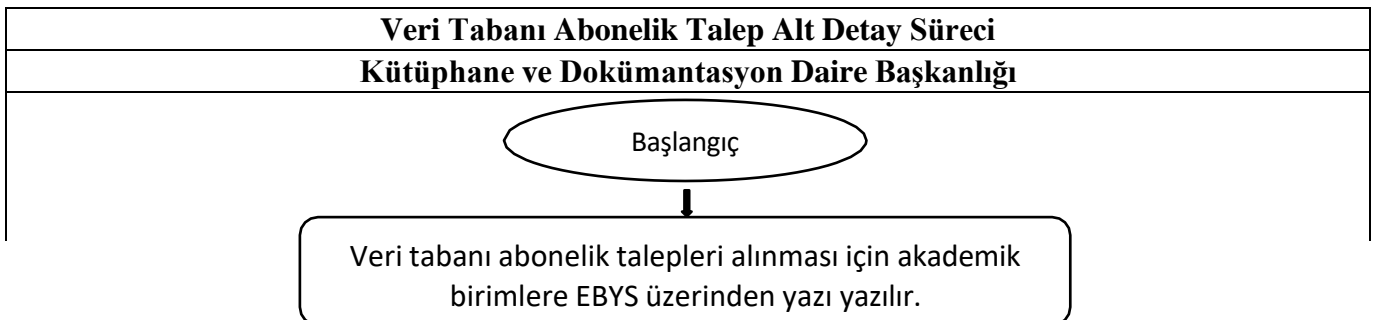 Veri Tabanı Abonelik Talep Alt Detay Süreci
Kütüphane ve Dokümantasyon Daire Başkanlığı
Başlangıç
Veri tabanı abonelik talepleri alınması için akademik
birimlere EBYS üzerinden yazı yazılır.